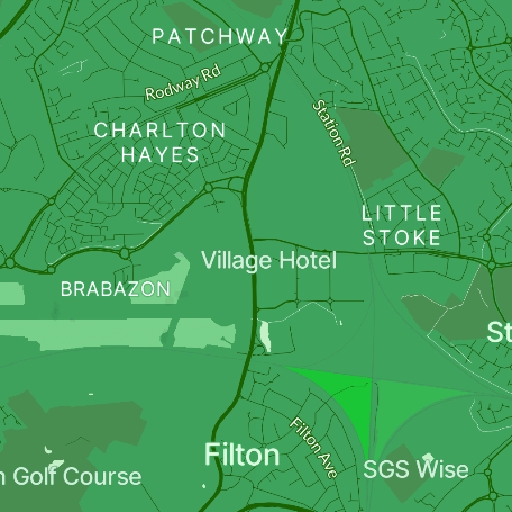 PATCHWAY
Rodway Rd
Station Rd
CHARLTON
HAYES
LITTLE
STOKE
Village Hotel
BRABAZON
St
Filton Ave
Filton
n Golf Course
SGS Wise